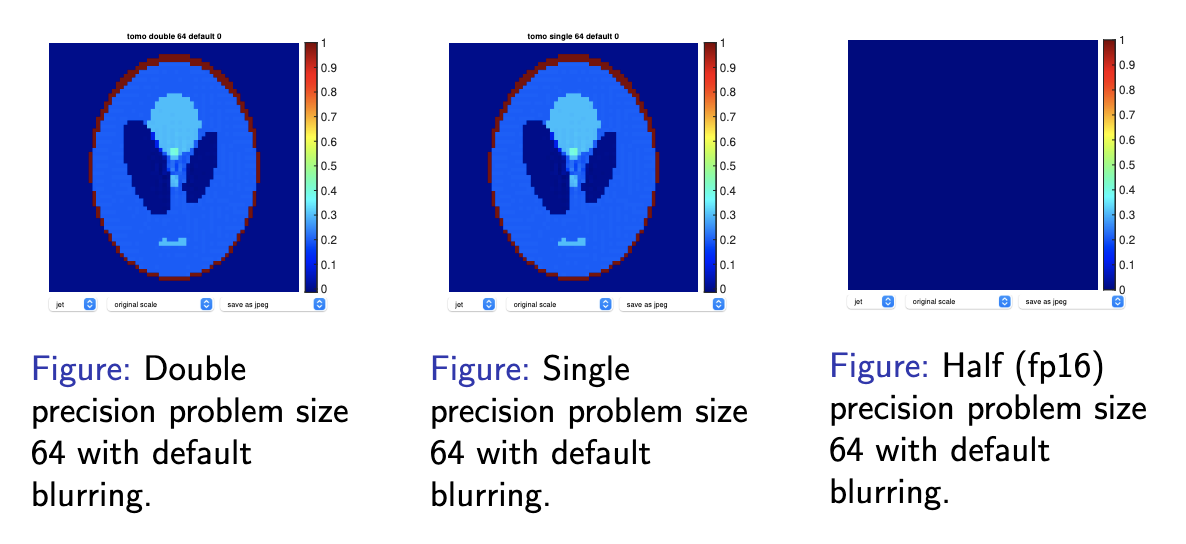 tomo double 64 default 0
1
0.9
0.8
0.7
0.6
0.5
0.4
0.3
0.2
0.1
0
jet
original scale
save as jpeg
Figure: Double
precision problem size
64 with default
blurring.
tomo single 64 default 0
1
0.9
0.8
0.7
0.6
0.5
0.4
0.3
0.2
0.1
0
jet
original scale
save as jpeg
Figure: Single
precision problem size
64 with default
blurring.
1
0.9
0.8
0.7
0.6
0.5
0.4
0.3
0.2
0.1
0
jet
original scale
save as jpeg
Figure: Half (fp16)
precision problem size
64 with default
blurring.